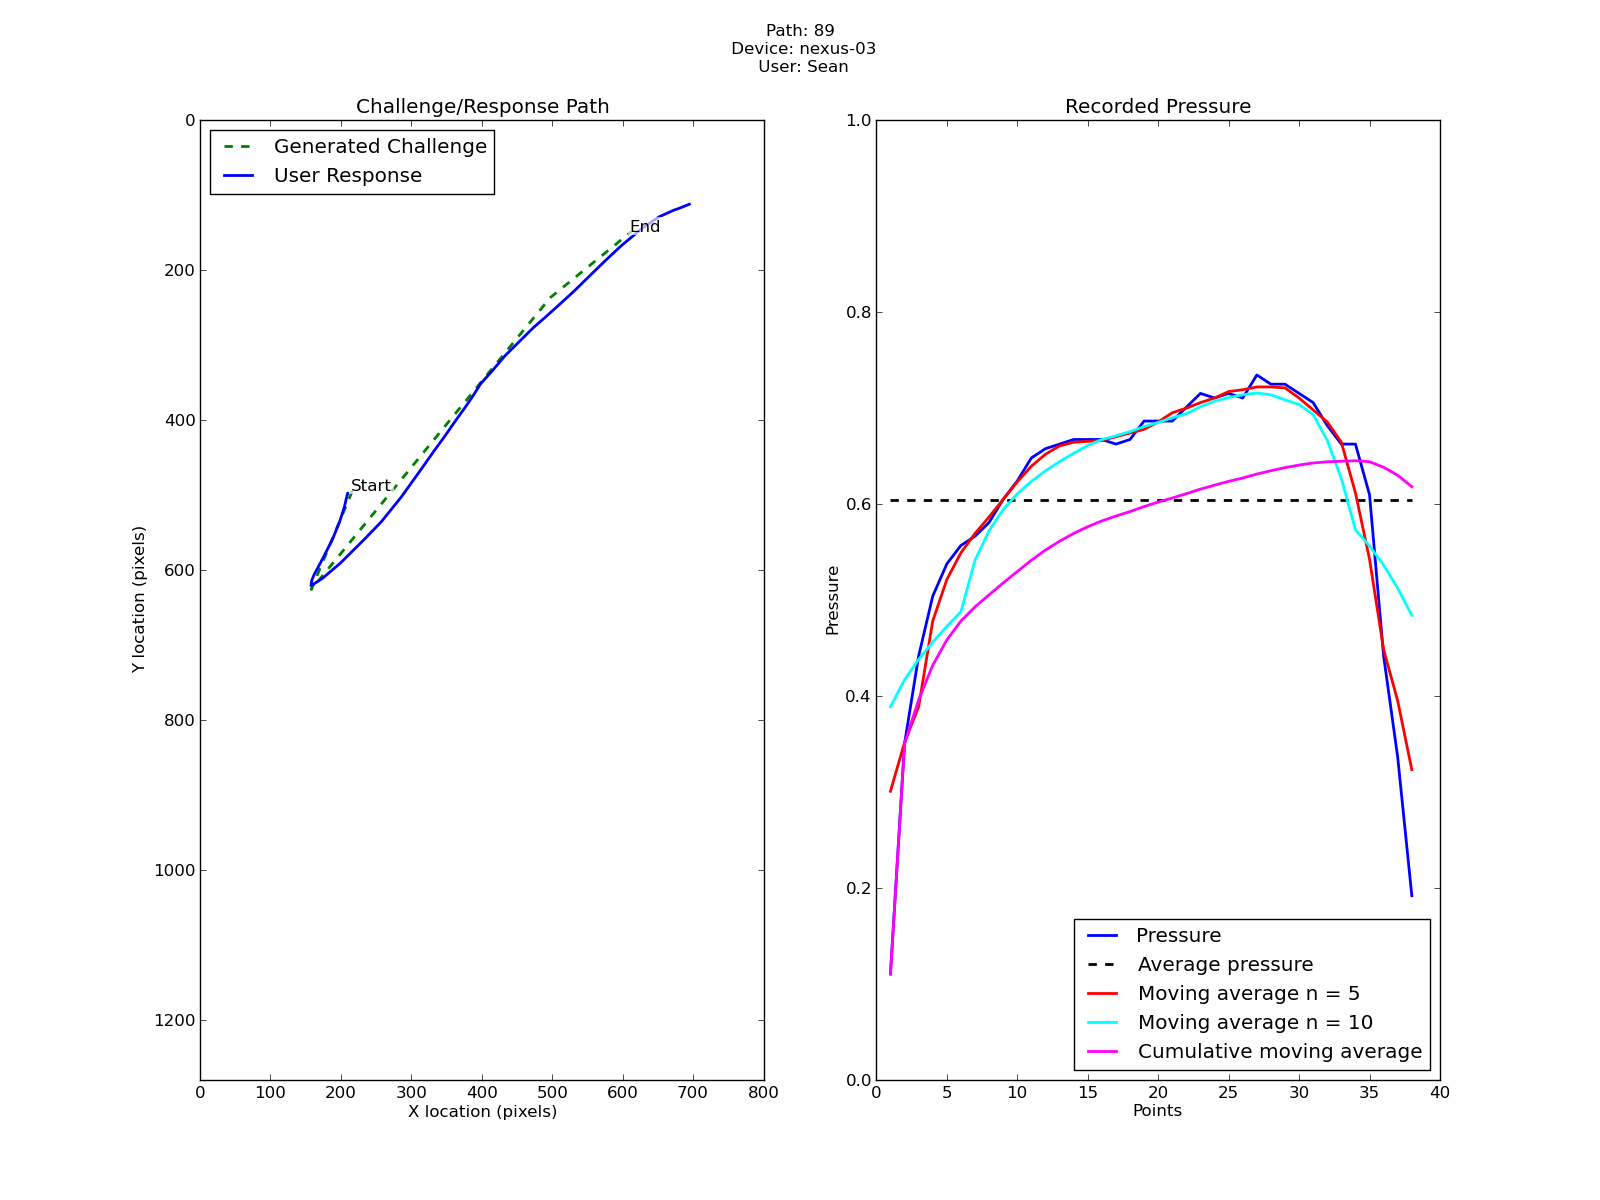 Path: 89
Device: nexus-03
User: Sean
Challenge/Response Path
0
200
400
600
800
1000
1200
Y location (pixels)
Generated Challenge
User Response
End
Start
0 100 200 300 400 500 600 700 800
X location (pixels)
Recorded Pressure
1.0
0.8
0.6
0.4
0.2
0.0
Pressure
Pressure
Average pressure
Moving average n = 5
Moving average n = 10
Cumulative moving average
0 5 10 15 20 25 30 35 40
Points